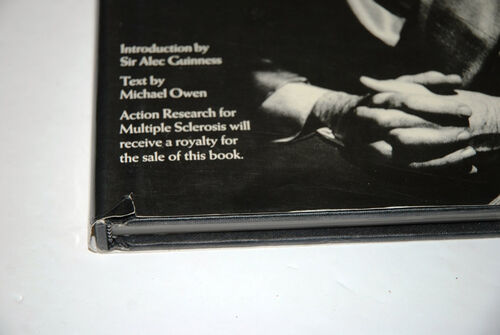 Introduction by
Sir Alec Guinness
Text by
Michael Owen
Action Research for
Multiple Sclerosis will
receive a royalty for
the sale of this book.